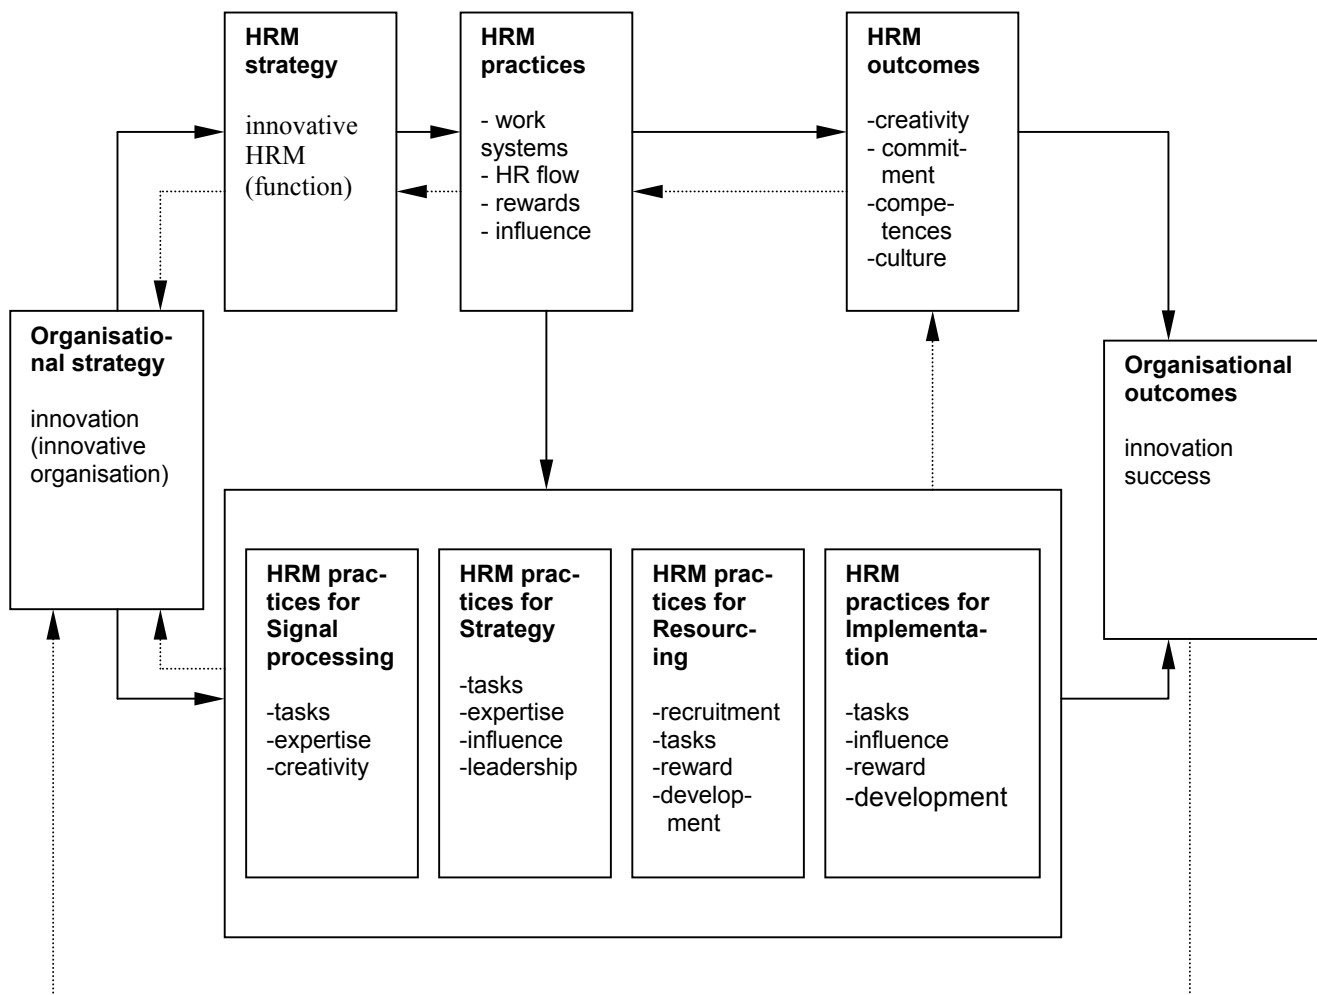 HRM
strategy
innovative
HRM
(function)
HRM
practices
- work
systems
- HR flow
- rewards
- influence
HRM
outcomes
-creativity
- commit-
ment
-compe-
tences
-culture
Organisatio-
nal strategy
innovation
(innovative
organisation)
Organisational
outcomes
innovation
success
HRM prac-
tices for
Signal
processing
-tasks
-expertise
-creativity
HRM prac-
tices for
Strategy
-tasks
-expertise
-influence
-leadership
HRM prac-
tices for
Resourc-
ing
-recruitment
-tasks
-reward
-develop-
ment
HRM
practices for
Implementa-
tion
-tasks
-influence
-reward
-development